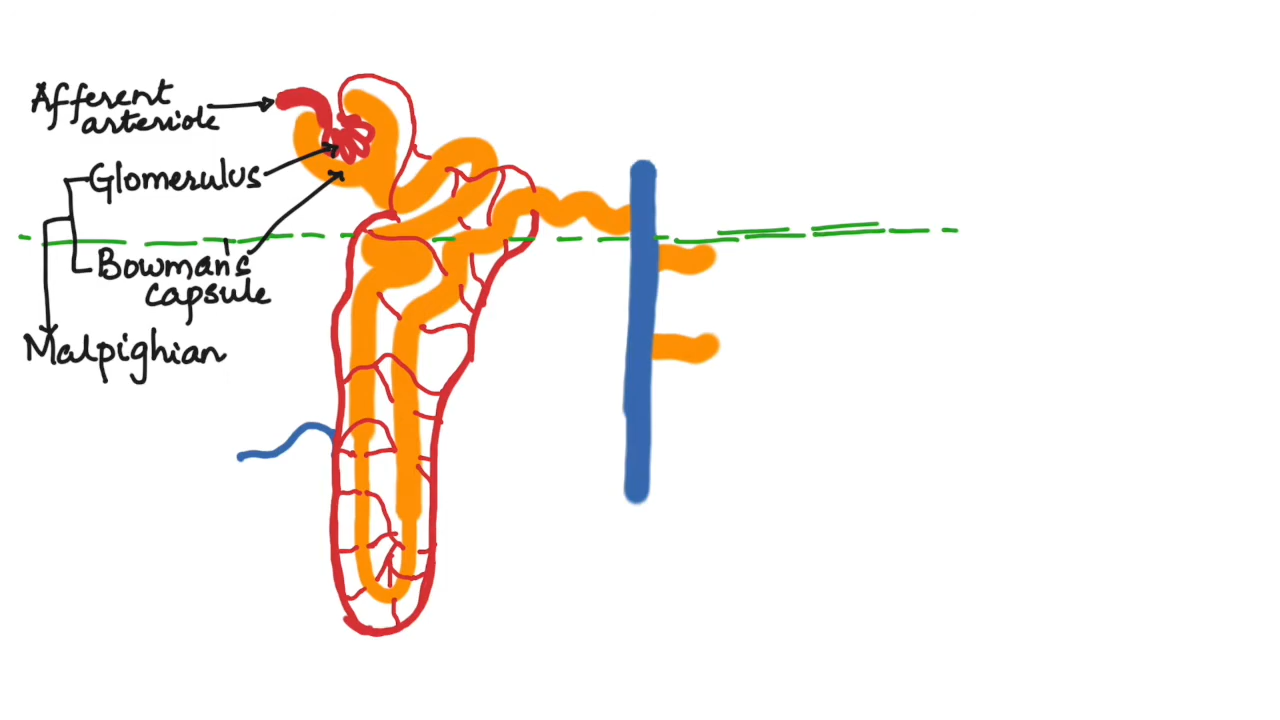 Afferent
arteriole
Glomerulus
Bowman's
capsule
Malpighian